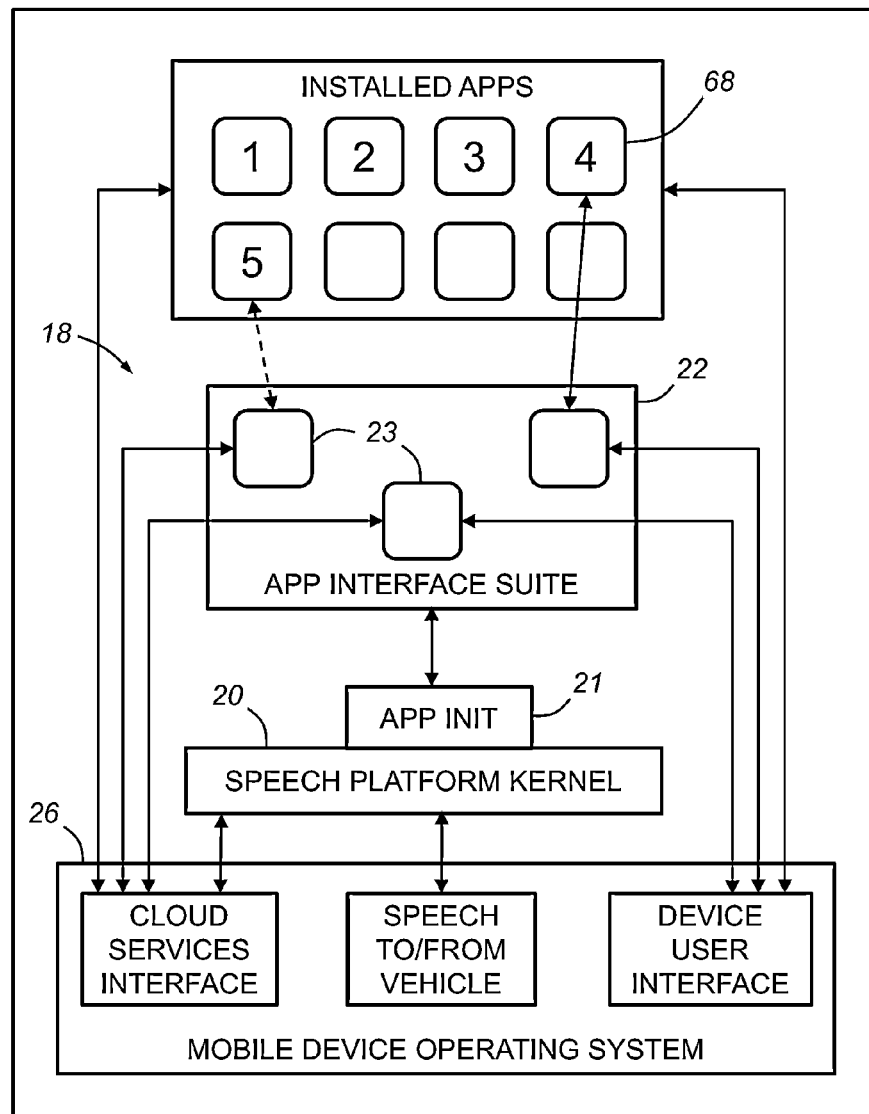 INSTALLED APPS
68
1 2 3 4
5
18
22
23
APP INTERFACE SUITE
21
20
APP INIT
SPEECH PLATFORM KERNEL
26
CLOUD
SERVICES
INTERFACE
SPEECH
TO/FROM
VEHICLE
DEVICE
USER
INTERFACE
MOBILE DEVICE OPERATING SYSTEM